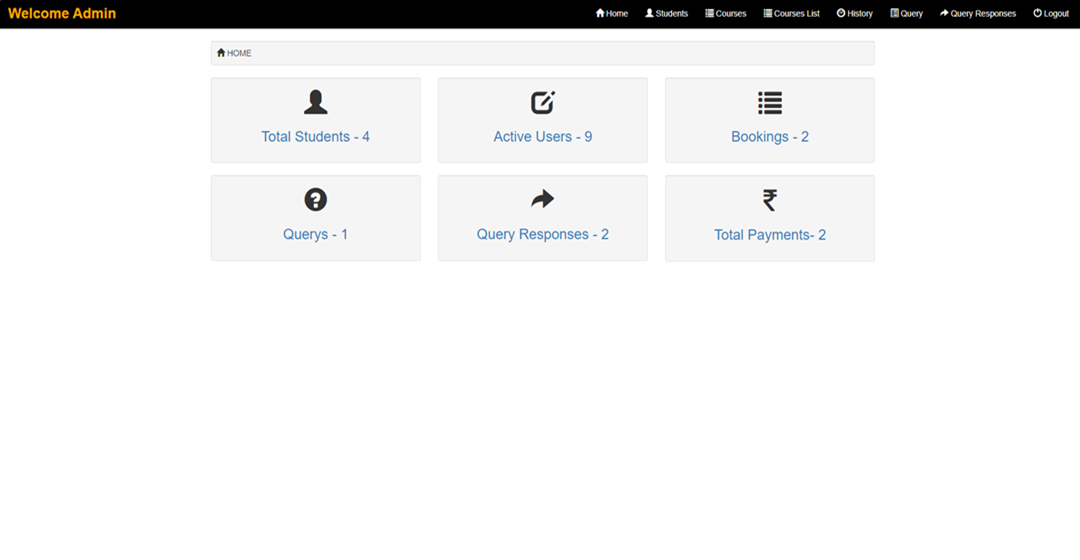 Welcome Admin
Home Students Courses Courses List History Query Query Responses Logout
HOME
Total Students - 4 Active Users - 9 Bookings - 2
Querys - 1 Query Responses - 2 Total Payments- 2